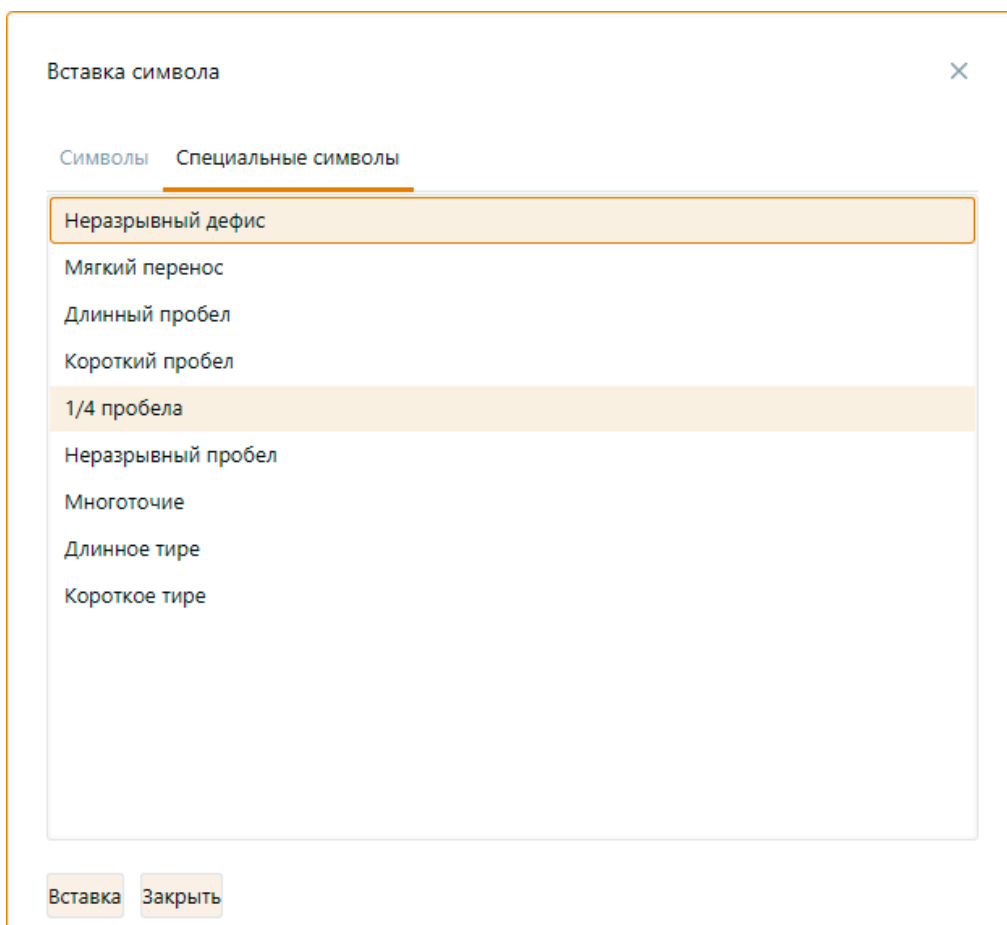 Вставка символа
Символы Специальные символы
Неразрывный дефис
Мягкий перенос
Длинный пробел
Короткий пробел
1/4 пробела
Неразрывный пробел
Многоточие
Длинное тире
Короткое тире
Вставка Закрыть